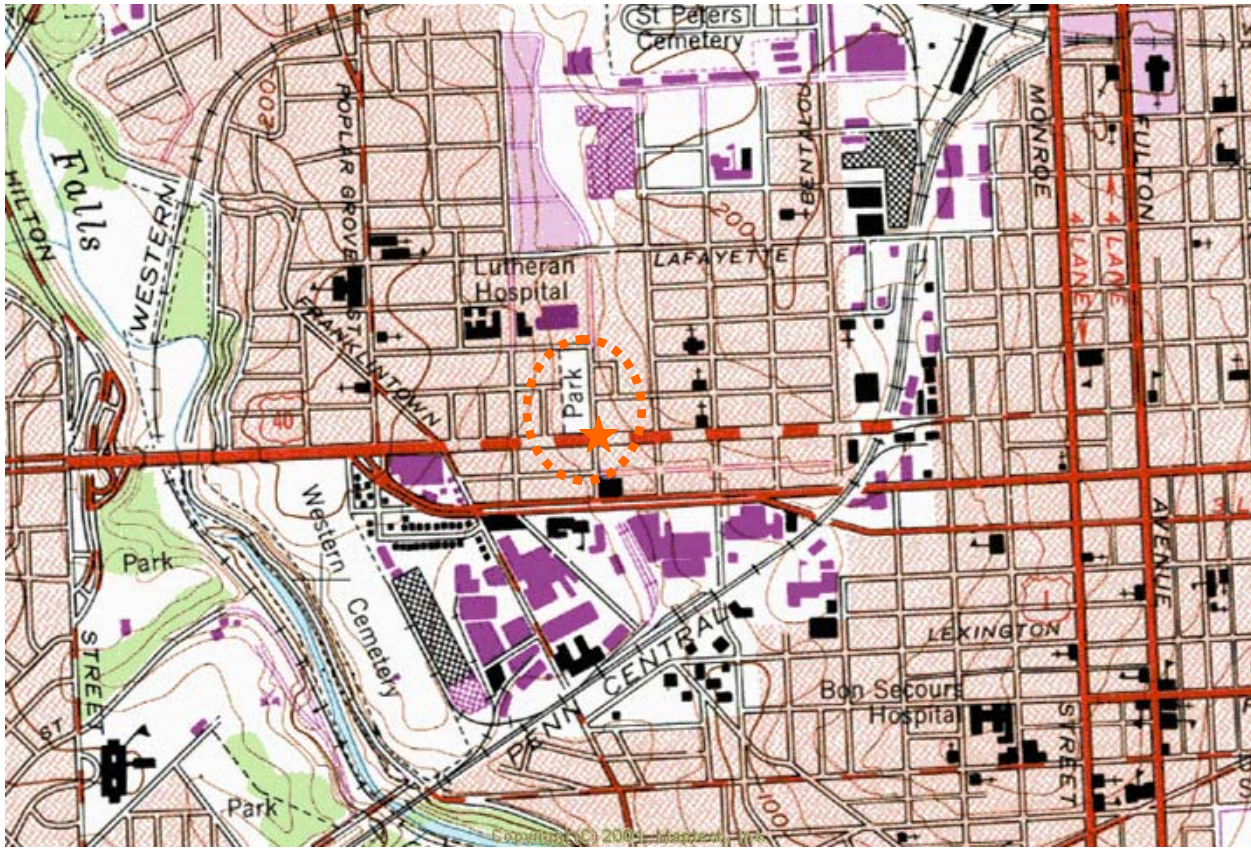 St Peters
Cemetery
200
POPLAR GROVE
ST
BENTALOU
MONROE
FULTON
Falls
HILTON
WESTERN
4 LANE
4 LANE
200
LAFAYETTE
Lutheran
Hospital
FRANKLINTOWN
Park
40
Western
Cemetery
AVENUE
Park
1
LEXINGTON
STREET
PENN CENTRAL
Bon Secours
Hospital
STREET
ST
Park
100